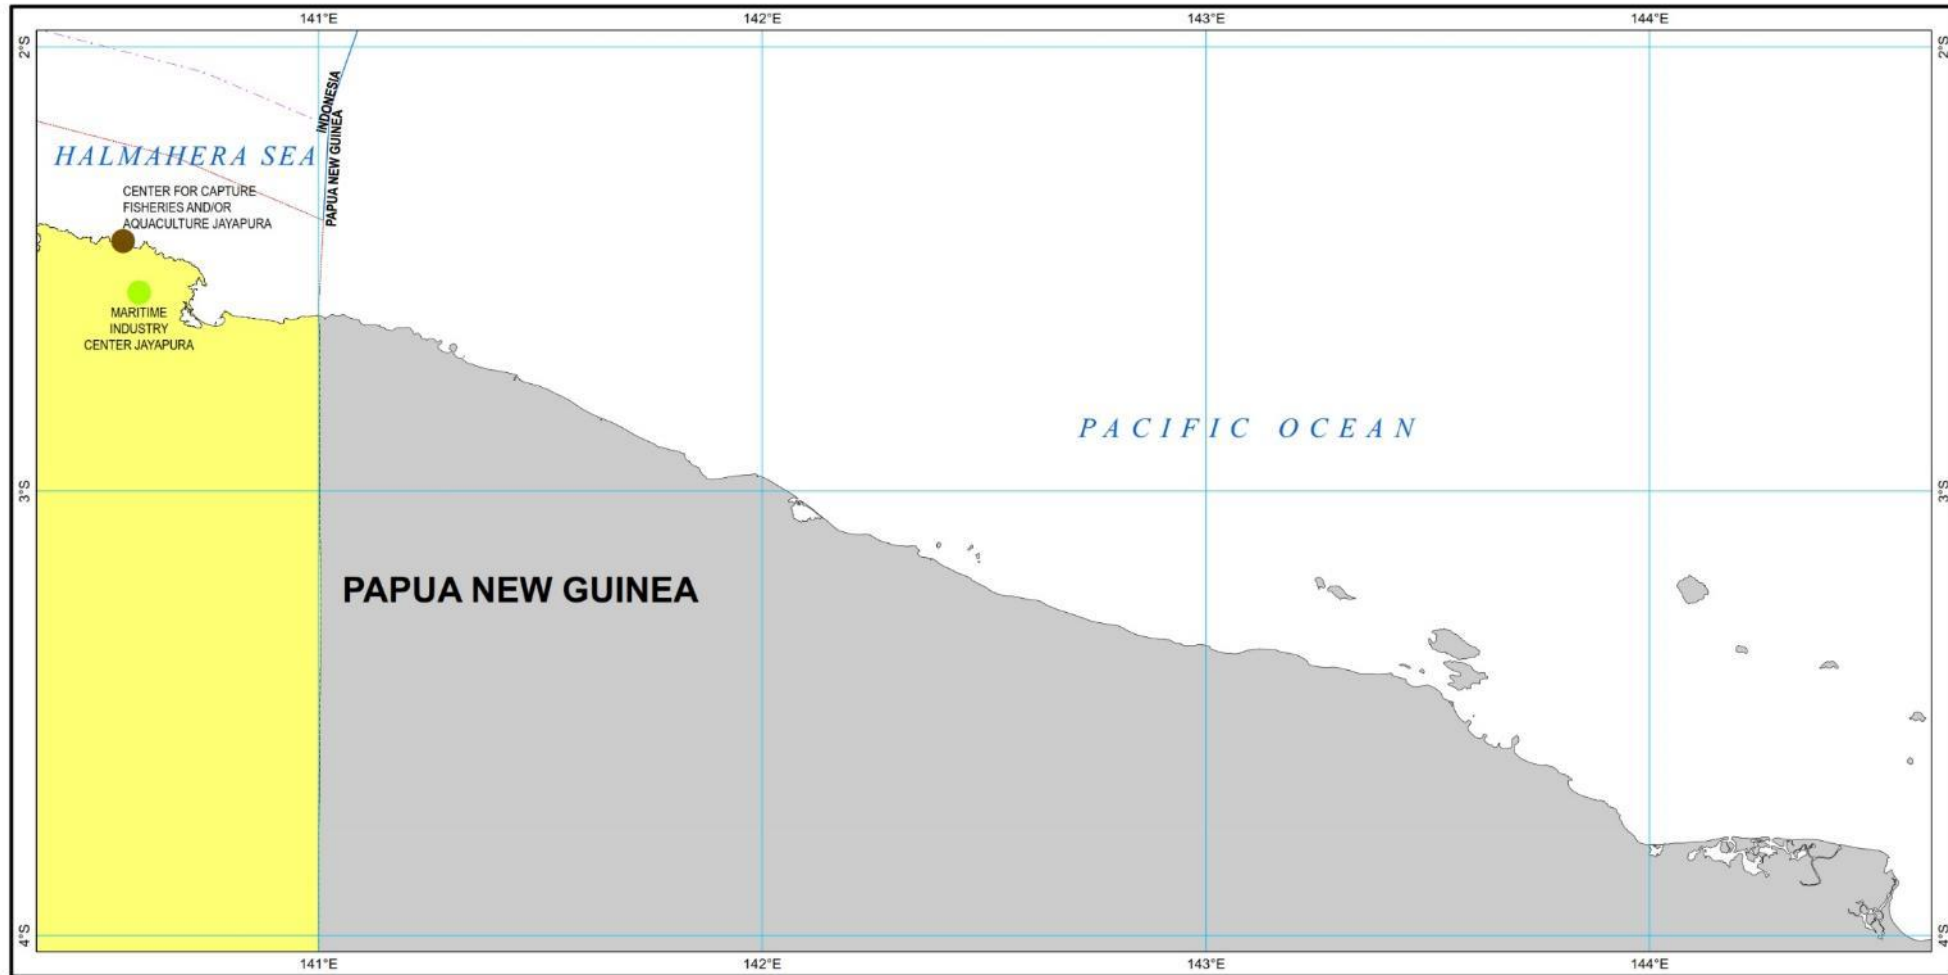 141°E
142°E
143°E
144°E
2°S
2°S
INDONESIA
PAPUA NEW GUINEA
HALMAHERA SEA
CENTER FOR CAPTURE
FISHERIES AND/OR
AQUACULTURE JAYAPURA
MARITIME
INDUSTRY
CENTER JAYAPURA
PACIFIC OCEAN
3°S
3°S
PAPUA NEW GUINEA
4°S
4°S
141°E
142°E
143°E
144°E